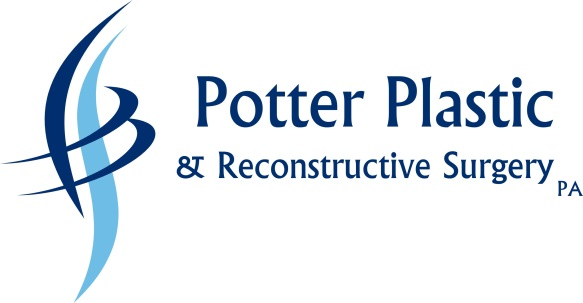 Potter Plastic
& Reconstructive Surgery
PA